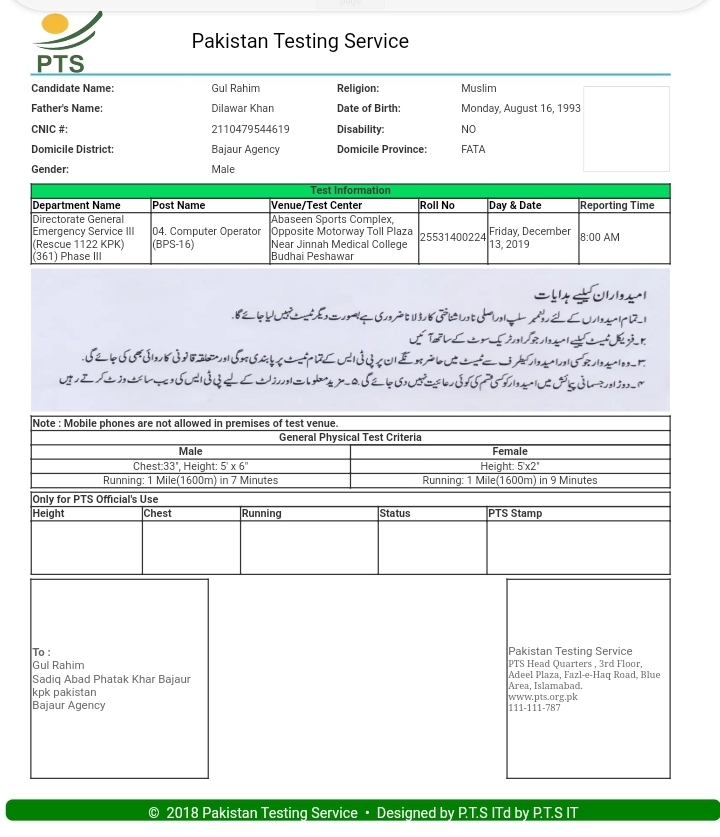 page
PTS
Pakistan Testing Service
Candidate Name: Gul Rahim Religion: Muslim
Father's Name: Dilawar Khan Date of Birth: Monday, August 16, 1993
CNIC #: 2110479544619 Disability: NO
Domicile District: Bajaur Agency Domicile Province: FATA
Gender: Male
Test Information
Department Name Post Name Venue/Test Center Roll No Day & Date Reporting Time
Directorate General Emergency Service III (Rescue 1122 KPK) (361) Phase III 04. Computer Operator (BPS-16) Abaseen Sports Complex, Opposite Motorway Toll Plaza Near Jinnah Medical College Budhai Peshawar 25531400224 Friday, December 13, 2019 8:00 AM
امیدواران کیلیے ہدایات
۱۔تمام امیدواروں کے لئے رولنمبر سلپ اور اصلی نادرا شناختی کارڈ لانا ضروری ہے بصورت دیگر ٹیسٹ نہیں لیا جائے گا۔
۲۔فزیکل ٹیسٹ کیلیے امیدوار جوگر اور ٹریک سوٹ کے ساتھ آئیں
۳۔وہ امیدوار جو کسی اور امیدوار کیطرف سے ٹیسٹ میں حاضر ہونگے ان پر پی ٹی ایس کے تمام ٹیسٹ پر پابندی ہوگی اور متعلقہ قانونی کاروائی بھی کی جائے گی۔
۴۔دوڑ اور جسمانی پیمائش میں امیدوار کو کسی قسم کی کوئی رعائیت نہیں دی جائے گی ۵۔مزید معلومات اور رزلٹ کے لیے پی ٹی ایس کی ویب سائٹ وزٹ کرتے رہیں
Note : Mobile phones are not allowed in premises of test venue.
General Physical Test Criteria
Male Female
Chest:33", Height: 5' x 6" Height: 5'x2"
Running: 1 Mile(1600m) in 7 Minutes Running: 1 Mile(1600m) in 9 Minutes
Only for PTS Official's Use
Height Chest Running Status PTS Stamp
To :
Gul Rahim
Sadiq Abad Phatak Khar Bajaur
kpk pakistan
Bajaur Agency
Pakistan Testing Service
PTS Head Quarters , 3rd Floor,
Adeel Plaza, Fazl-e-Haq Road, Blue
Area, Islamabad.
www.pts.org.pk
111-111-787
© 2018 Pakistan Testing Service • Designed by P.T.S ITd by P.T.S IT